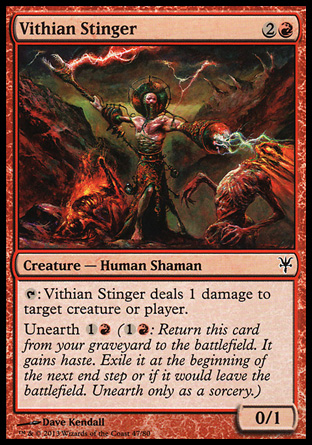 Vithian Stinger 2
Creature — Human Shaman
: Vithian Stinger deals 1 damage to
target creature or player.
Unearth 1 (1: Return this card
from your graveyard to the battlefield. It
gains haste. Exile it at the beginning of
the next end step or if it would leave the
battlefield. Unearth only as a sorcery.)
Dave Kendall
0/1